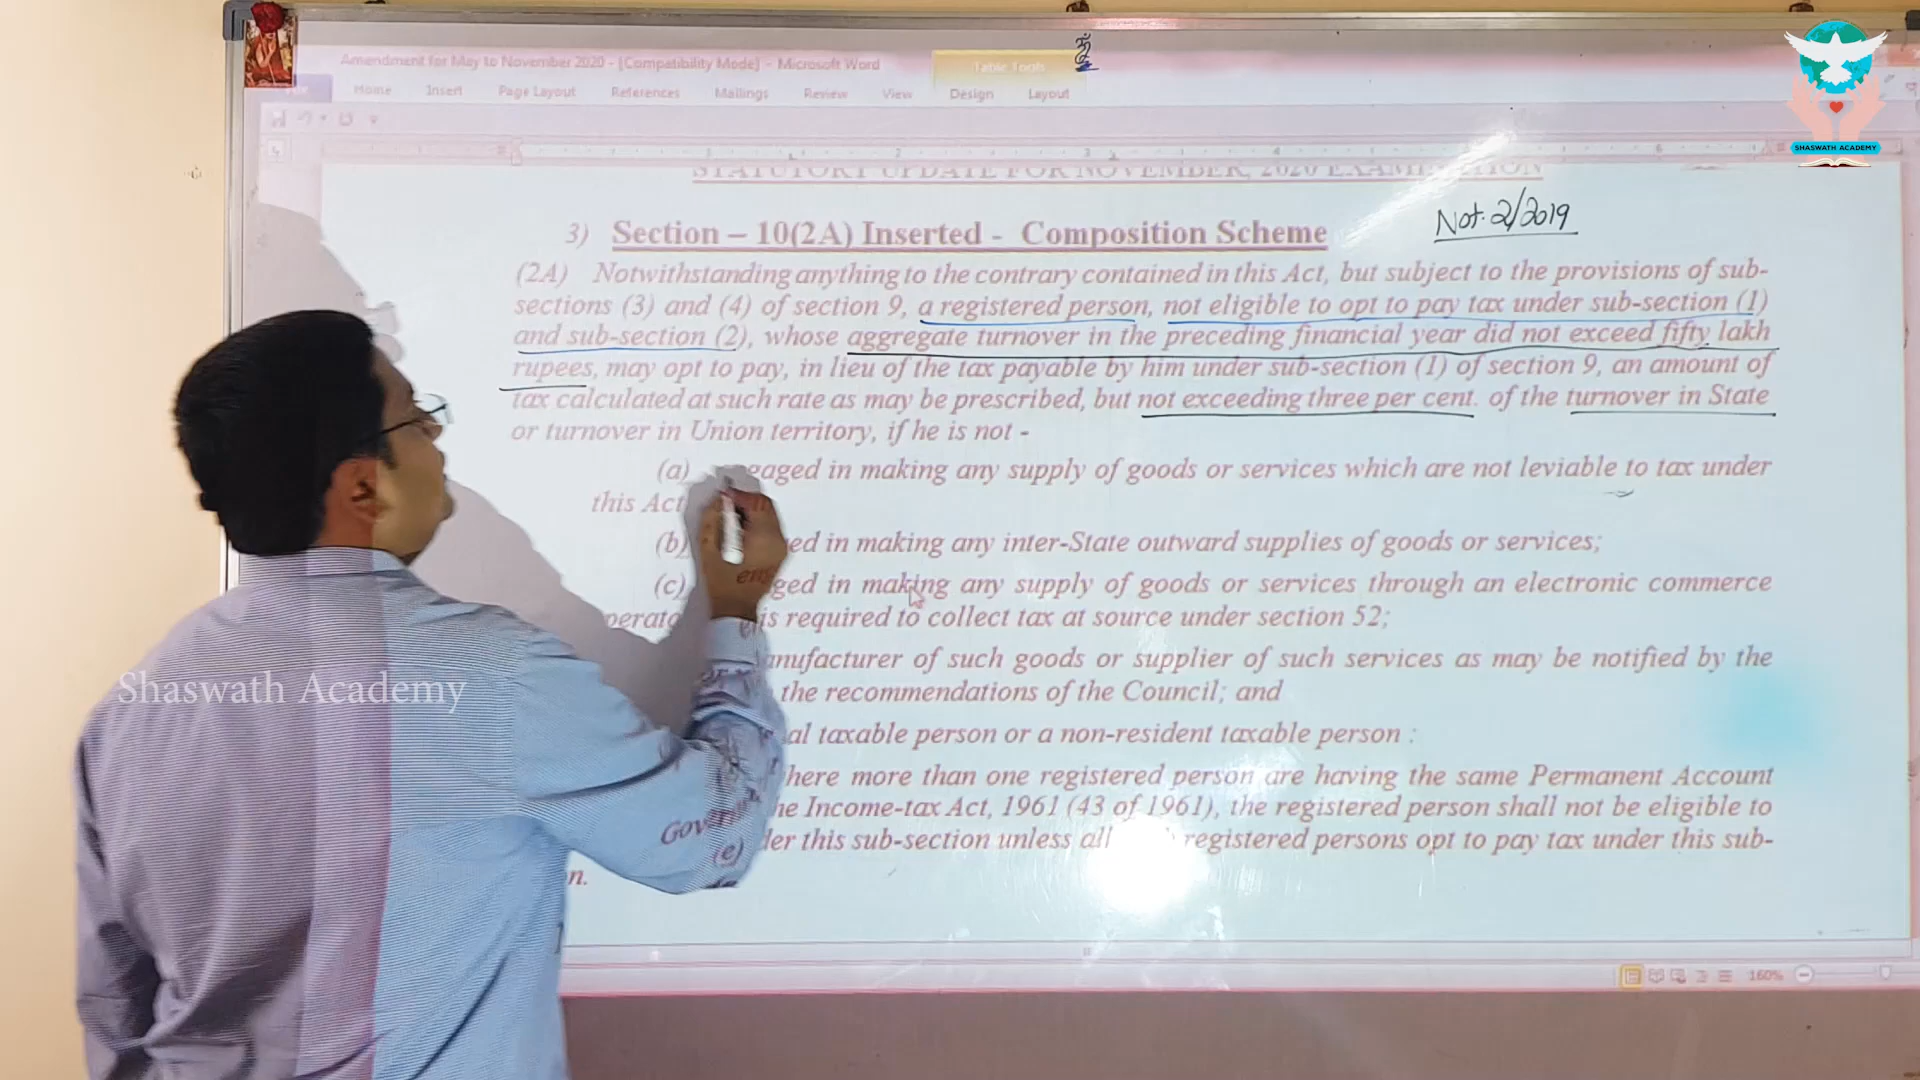 Amendment for May to November 2020 - [Compatibility Mode] - Microsoft Word
Table Tools
Home Insert Page Layout References Mailings Review View Design Layout
SHASWATH ACADEMY
STATUTORY UPDATE FOR NOVEMBER, 2020 EXAMINATION
3) Section – 10(2A) Inserted - Composition Scheme
Not. 2/2019
(2A) Notwithstanding anything to the contrary contained in this Act, but subject to the provisions of sub-
sections (3) and (4) of section 9, a registered person, not eligible to opt to pay tax under sub-section (1)
and sub-section (2), whose aggregate turnover in the preceding financial year did not exceed fifty lakh
rupees, may opt to pay, in lieu of the tax payable by him under sub-section (1) of section 9, an amount of
tax calculated at such rate as may be prescribed, but not exceeding three per cent. of the turnover in State
or turnover in Union territory, if he is not -
(a) engaged in making any supply of goods or services which are not leviable to tax under
this Act
(b) ed in making any inter-State outward supplies of goods or services;
(c) engaged in making any supply of goods or services through an electronic commerce
perato is required to collect tax at source under section 52;
anufacturer of such goods or supplier of such services as may be notified by the
Gover the recommendations of the Council; and
(e) al taxable person or a non-resident taxable person :
here more than one registered person are having the same Permanent Account
he Income-tax Act, 1961 (43 of 1961), the registered person shall not be eligible to
der this sub-section unless all registered persons opt to pay tax under this sub-
n.
Shaswath Academy
160%